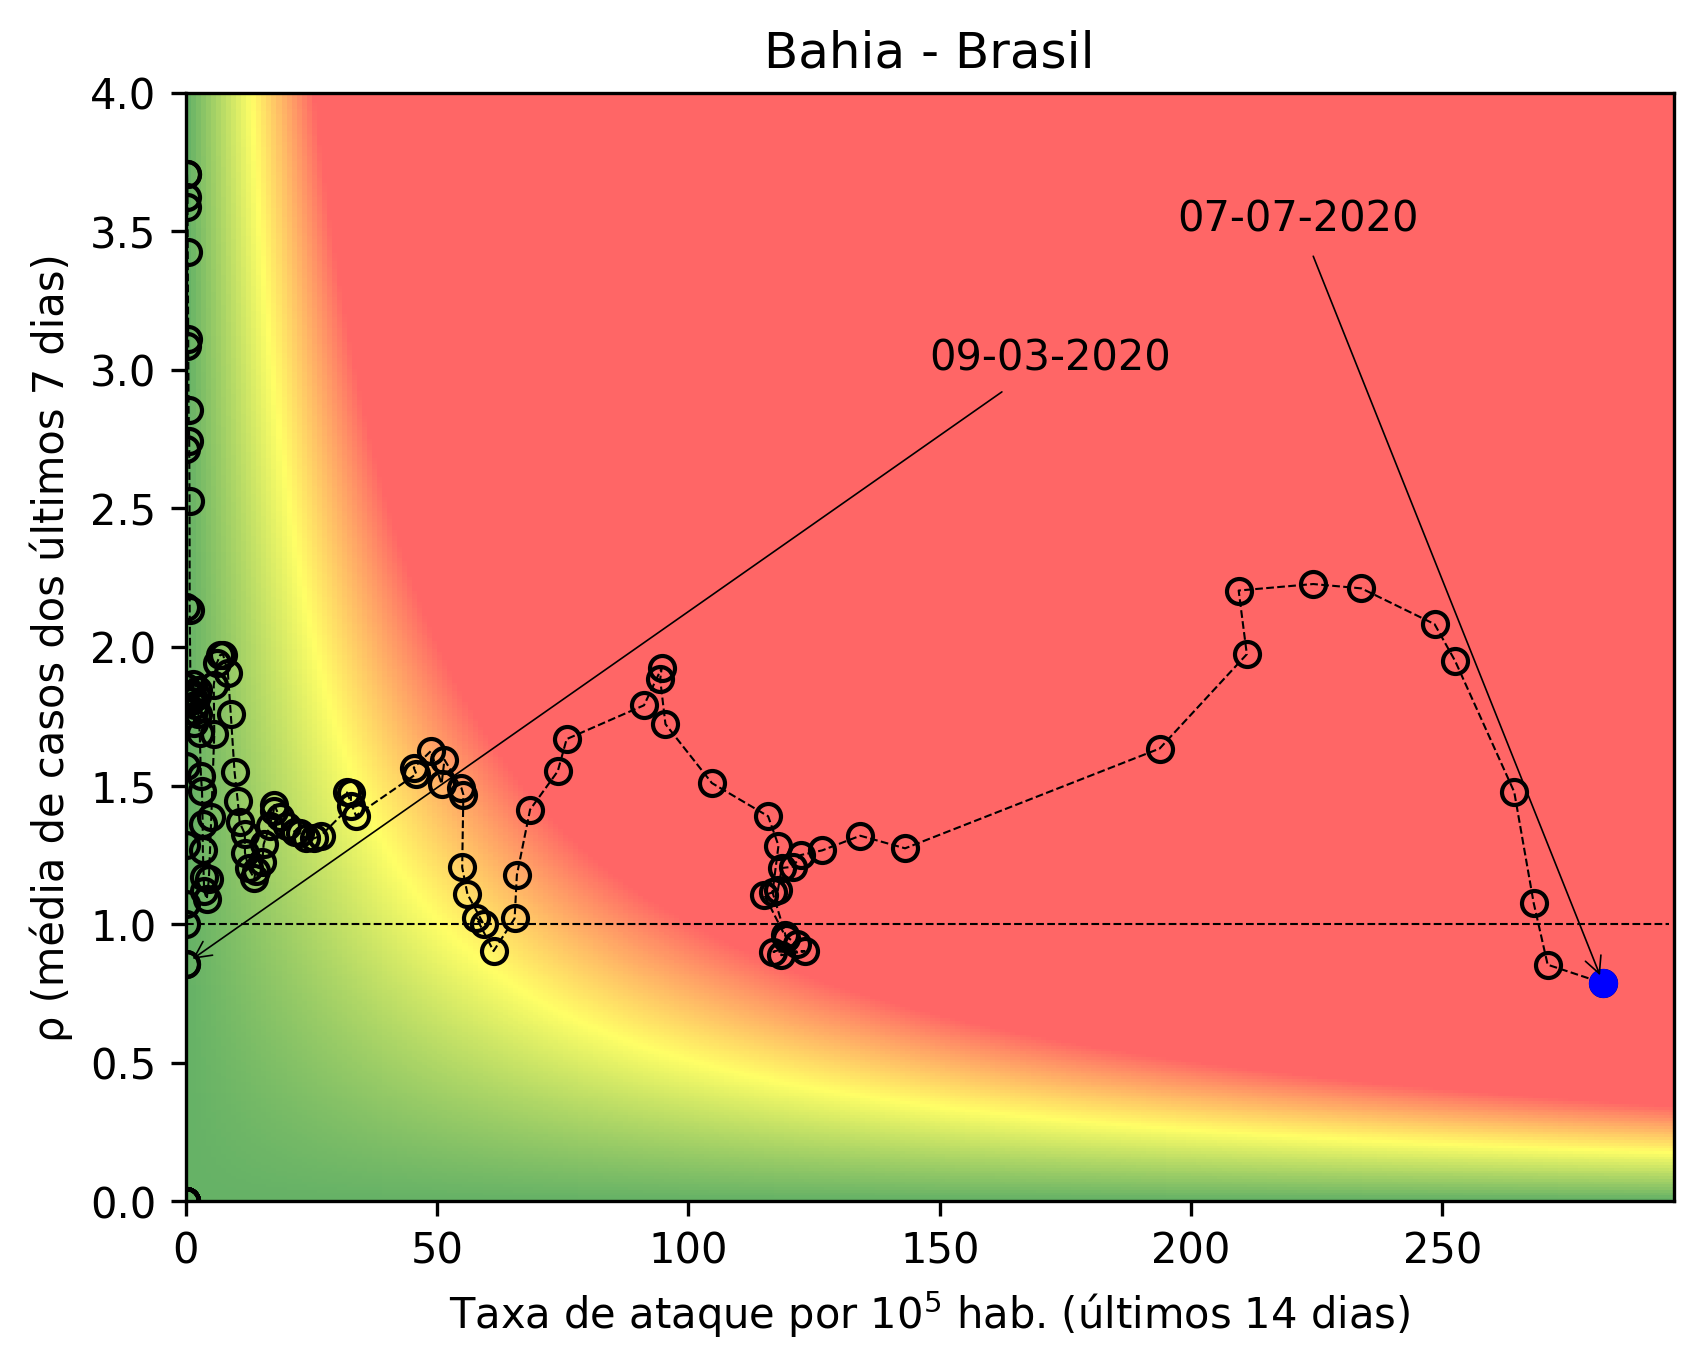 Bahia - Brasil
4.0
3.5
3.0
2.5
2.0
1.5
1.0
0.5
0.0
ρ (média de casos dos últimos 7 dias)
07-07-2020
09-03-2020
0 50 100 150 200 250
Taxa de ataque por 10⁵ hab. (últimos 14 dias)